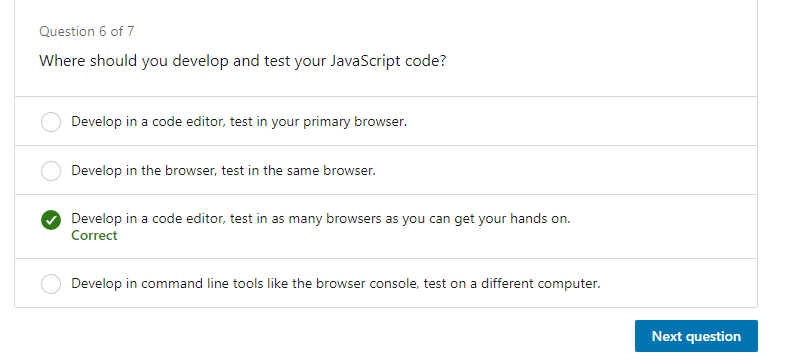 Question 6 of 7
Where should you develop and test your JavaScript code?
Develop in a code editor, test in your primary browser.
Develop in the browser, test in the same browser.
Develop in a code editor, test in as many browsers as you can get your hands on.
Correct
Develop in command line tools like the browser console, test on a different computer.
Next question